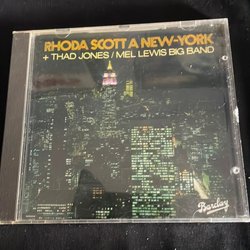 RHODA SCOTT A NEW-YORK
+ THAD JONES / MEL LEWIS BIG BAND
Barclay